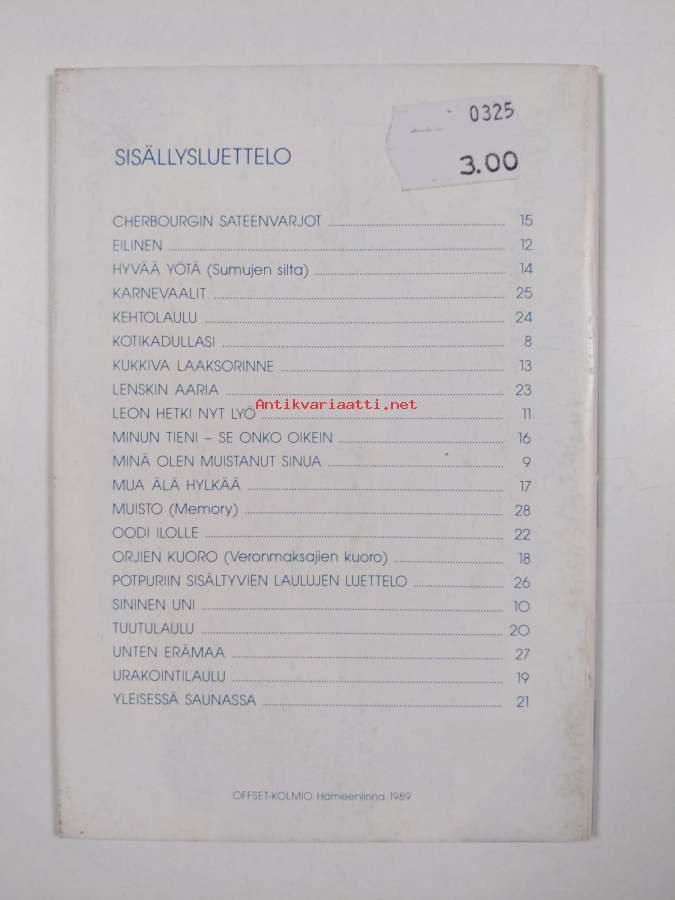 0325
3.00
SISÄLLYSLUETTELO
CHERBOURGIN SATEENVARJOT 15
EILINEN 12
HYVÄÄ YÖTÄ (Sumujen silta) 14
KARNEVAALIT 25
KEHTOLAULU 24
KOTIKADULLASI 8
KUKKIVA LAAKSORINNE 13
LENSKIN AARIA 23
Antikvariaatti.net
LEON HETKI NYT LYÖ 11
MINUN TIENI – SE ONKO OIKEIN 16
MINÄ OLEN MUISTANUT SINUA 9
MUA ÄLÄ HYLKÄÄ 17
MUISTO (Memory) 28
OODI ILOLLE 22
ORJIEN KUORO (Veronmaksajien kuoro) 18
POTPURIIN SISÄLTYVIEN LAULUJEN LUETTELO 26
SININEN UNI 10
TUUTULAULU 20
UNTEN ERÄMAA 27
URAKOINTILAULU 19
YLEISESSÄ SAUNASSA 21
OFFSET-KOLMIO Hämeenlinna 1989